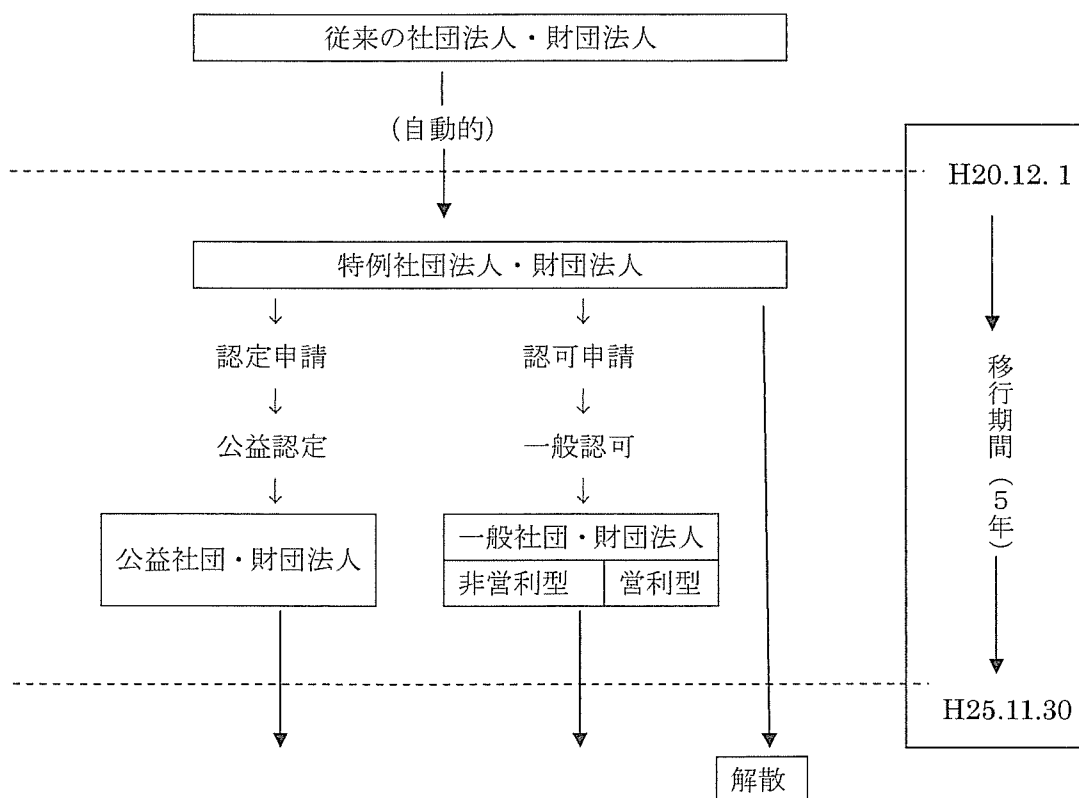 従来の社団法人・財団法人
(自動的)
H20.12. 1
特例社団法人・財団法人
認定申請
認可申請
公益認定
一般認可
公益社団・財団法人
一般社団・財団法人
非営利型
営利型
移行期間（5年）
H25.11.30
解散